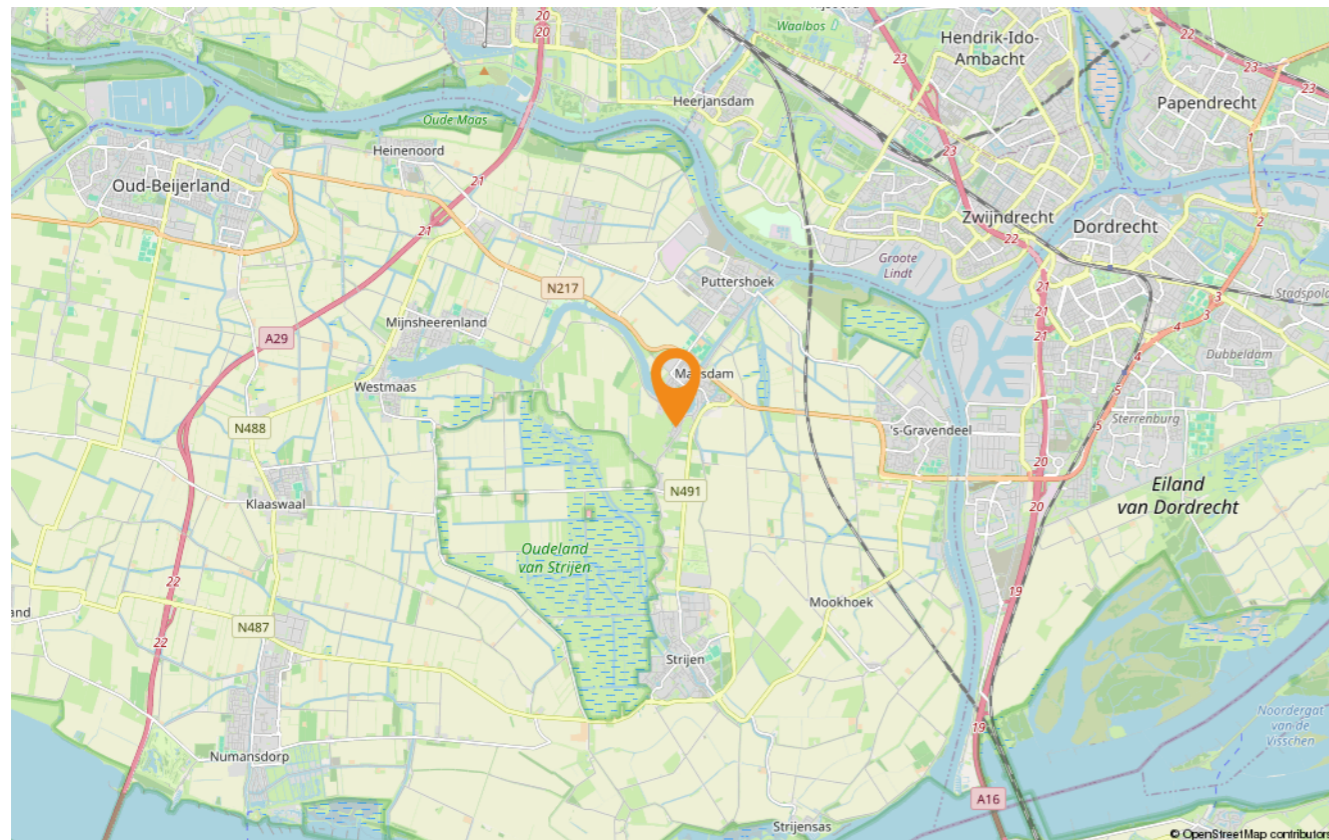 20
20
Waalbos
23
Hendrik-Ido-
Ambacht
23
23
Papendrecht
Heerjansdam
Oude Maas
1
Heinenoord
23
21
Oud-Beijerland
2
21
Zwijndrecht
22
Dordrecht
Groote
Lindt
Puttershoek
N217
21
21
21
3
3
4
Stadspold
Mijnsheerenland
A29
Dubbeldam
Maasdam
5
Westmaas
Sterrenburg
5
N488
's-Gravendeel
20
20
N491
Eiland
van Dordrecht
Klaaswaal
Oudeland
van Strijen
22
22
19
Mookhoek
and
N487
Strijen
19
Noordergat
van de
Visschen
Numansdorp
A16
Strijensas
© OpenStreetMap contributors